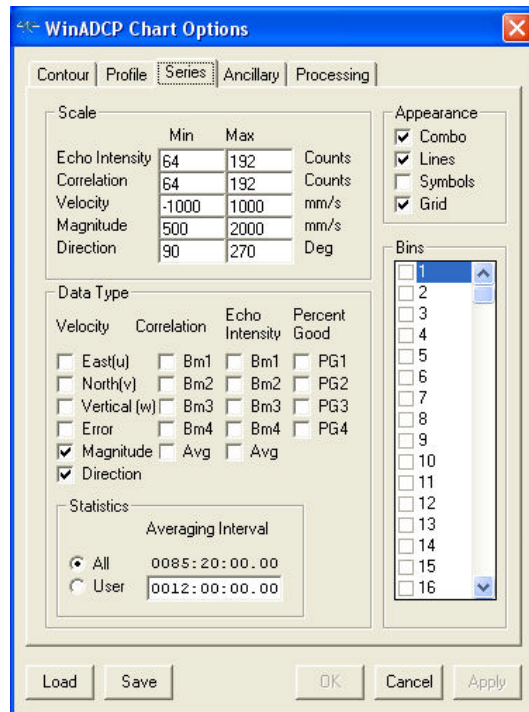 WinADCP Chart Options
Contour Profile Series Ancillary Processing
Scale
Min Max
Echo Intensity 64 192 Counts
Correlation 64 192 Counts
Velocity -1000 1000 mm/s
Magnitude 500 2000 mm/s
Direction 90 270 Deg
Appearance
Combo
Lines
Symbols
Grid
Data Type
Velocity Correlation Echo Intensity Percent Good
East(u) Bm1 Bm1 PG1
North(v) Bm2 Bm2 PG2
Vertical (w) Bm3 Bm3 PG3
Error Bm4 Bm4 PG4
Magnitude Avg Avg
Direction
Statistics
Averaging Interval
All 0085:20:00.00
User 0012:00:00.00
Bins
1
2
3
4
5
6
7
8
9
10
11
12
13
14
15
16
Load Save OK Cancel Apply